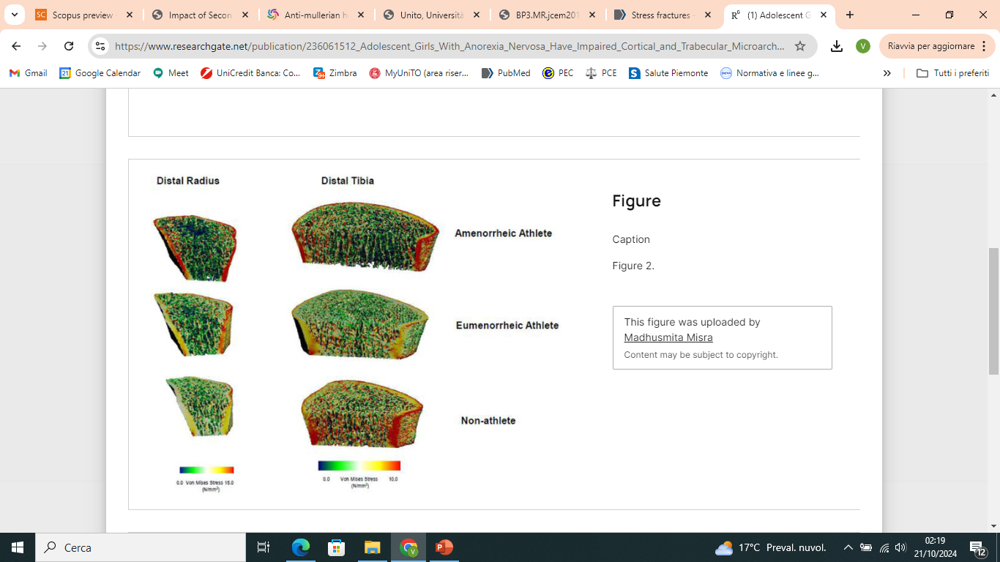 Scopus preview
Impact of Secon
Anti-mullerian h
Unito, Università
BP3.MR.jcem201
Stress fractures -
(1) Adolescent G
https://www.researchgate.net/publication/236061512_Adolescent_Girls_With_Anorexia_Nervosa_Have_Impaired_Cortical_and_Trabecular_Microarch...
V
Riavvia per aggiornare
Gmail
Google Calendar
Meet
UniCredit Banca: Co...
Zimbra
MyUniTO (area riser...
PubMed
PEC
PCE
Salute Piemonte
Normativa e linee g...
Tutti i preferiti
Distal Radius
Distal Tibia
Amenorrheic Athlete
Eumenorrheic Athlete
Non-athlete
0.0 Von Mises Stress 15.0
(N/mm²)
0.0 Von Mises Stress 10.0
(N/mm²)
Figure
Caption
Figure 2.
This figure was uploaded by
Madhusmita Misra
Content may be subject to copyright.
Cerca
17°C Preval. nuvol.
02:19
21/10/2024
12